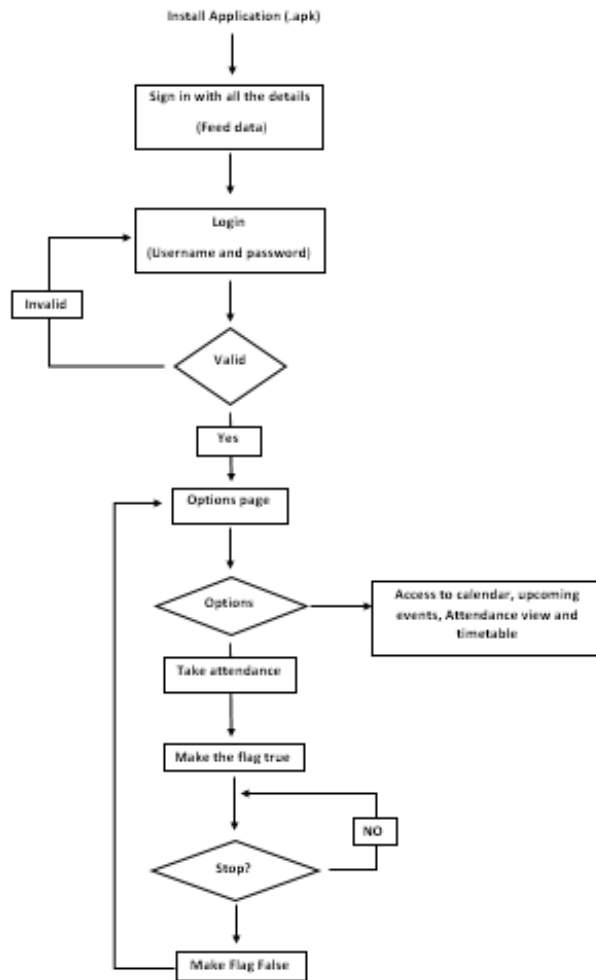 Install Application (.apk)
Sign in with all the details
(Feed data)
Login
(Username and password)
Invalid
Valid
Yes
Options page
Options
Access to calendar, upcoming
events, Attendance view and
timetable
Take attendance
Make the flag true
NO
Stop?
Make Flag False